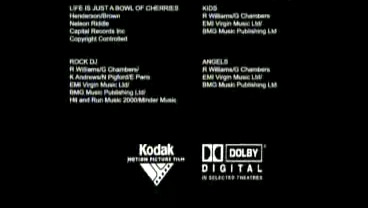 LIFE IS JUST A BOWL OF CHERRIES
Henderson/Brown
Nelson Riddle
Capital Records Inc
Copyright Controlled
KIDS
R Williams/G Chambers
EMI Virgin Music Ltd/
BMG Music Publishing Ltd
ROCK DJ
R Williams/G Chambers/
K Andrews/N Pigford/E Paris
EMI Virgin Music Ltd/
BMG Music Publishing Ltd/
Hit and Run Music 2000/Minder Music
ANGELS
R Williams/G Chambers
EMI Virgin Music Ltd/
BMG Music Publishing Ltd
Kodak
MOTION PICTURE FILM
DOLBY
DIGITAL
IN SELECTED THEATRES